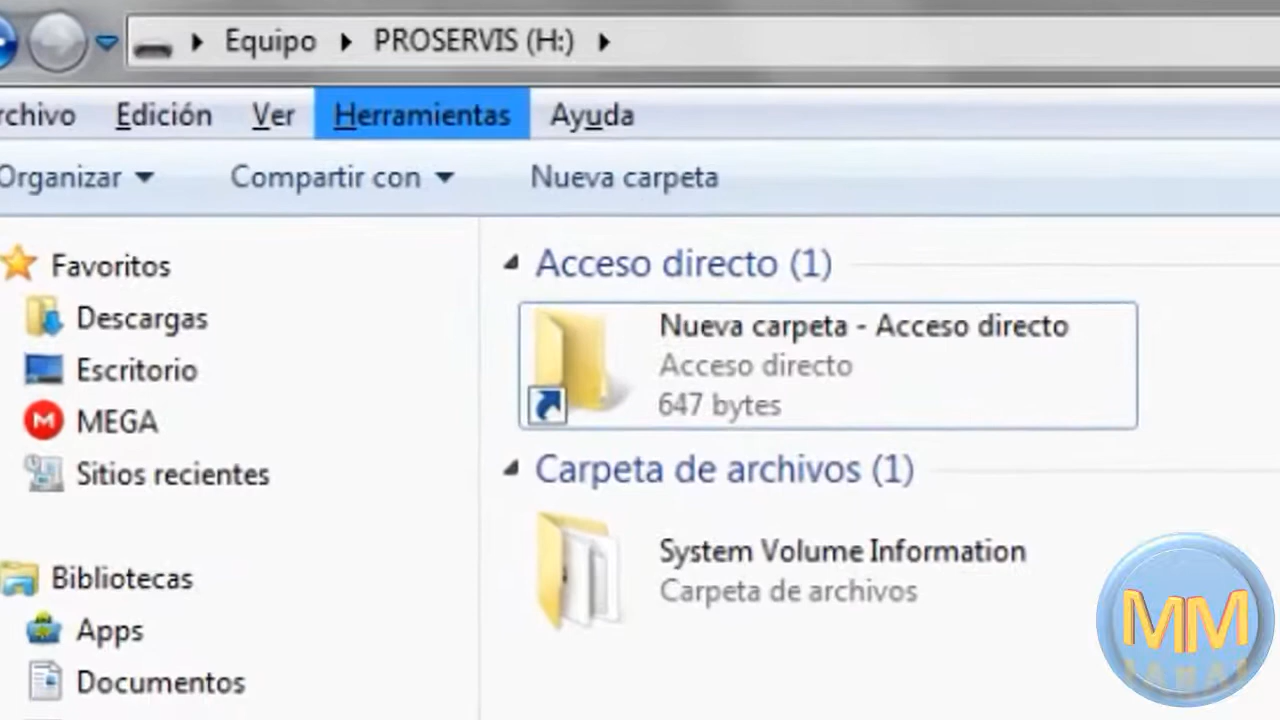 Equipo PROSERVIS (H:)
rchivo Edición Ver Herramientas Ayuda
Organizar Compartir con Nueva carpeta
Favoritos
Descargas
Escritorio
MEGA
Sitios recientes
Bibliotecas
Apps
Documentos
Acceso directo (1)
Nueva carpeta - Acceso directo
Acceso directo
647 bytes
Carpeta de archivos (1)
System Volume Information
Carpeta de archivos
MM